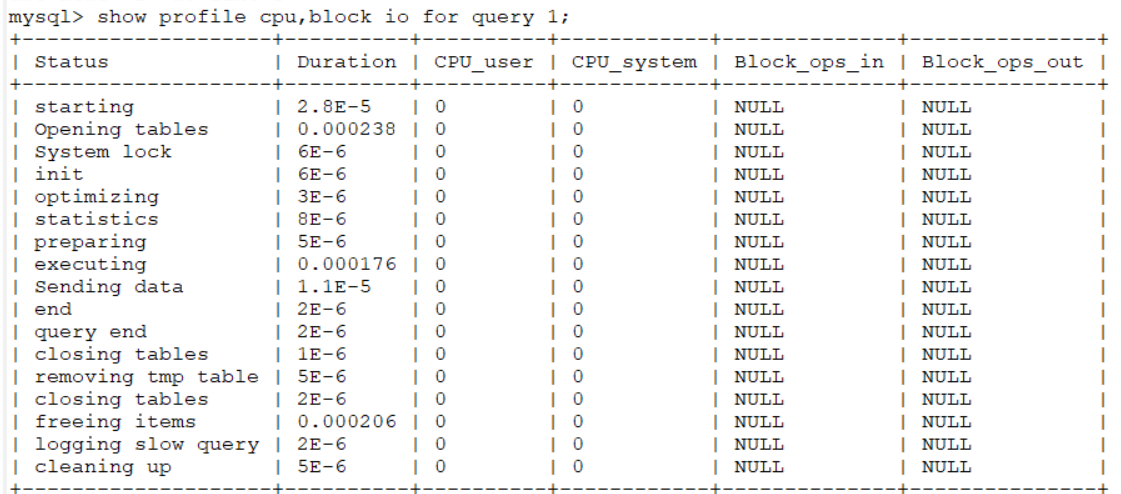 mysql> show profile cpu,block io for query 1;
+----------------------+----------+----------+------------+--------------+---------------+
| Status               | Duration | CPU_user | CPU_system | Block_ops_in | Block_ops_out |
+----------------------+----------+----------+------------+--------------+---------------+
| starting             | 2.8E-5   | 0        | 0          | NULL         | NULL          |
| Opening tables       | 0.000238 | 0        | 0          | NULL         | NULL          |
| System lock          | 6E-6     | 0        | 0          | NULL         | NULL          |
| init                 | 6E-6     | 0        | 0          | NULL         | NULL          |
| optimizing           | 3E-6     | 0        | 0          | NULL         | NULL          |
| statistics           | 8E-6     | 0        | 0          | NULL         | NULL          |
| preparing            | 5E-6     | 0        | 0          | NULL         | NULL          |
| executing            | 0.000176 | 0        | 0          | NULL         | NULL          |
| Sending data         | 1.1E-5   | 0        | 0          | NULL         | NULL          |
| end                  | 2E-6     | 0        | 0          | NULL         | NULL          |
| query end            | 2E-6     | 0        | 0          | NULL         | NULL          |
| closing tables       | 1E-6     | 0        | 0          | NULL         | NULL          |
| removing tmp table   | 5E-6     | 0        | 0          | NULL         | NULL          |
| closing tables       | 2E-6     | 0        | 0          | NULL         | NULL          |
| freeing items        | 0.000206 | 0        | 0          | NULL         | NULL          |
| logging slow query   | 2E-6     | 0        | 0          | NULL         | NULL          |
| cleaning up          | 5E-6     | 0        | 0          | NULL         | NULL          |
+----------------------+----------+----------+------------+--------------+---------------+